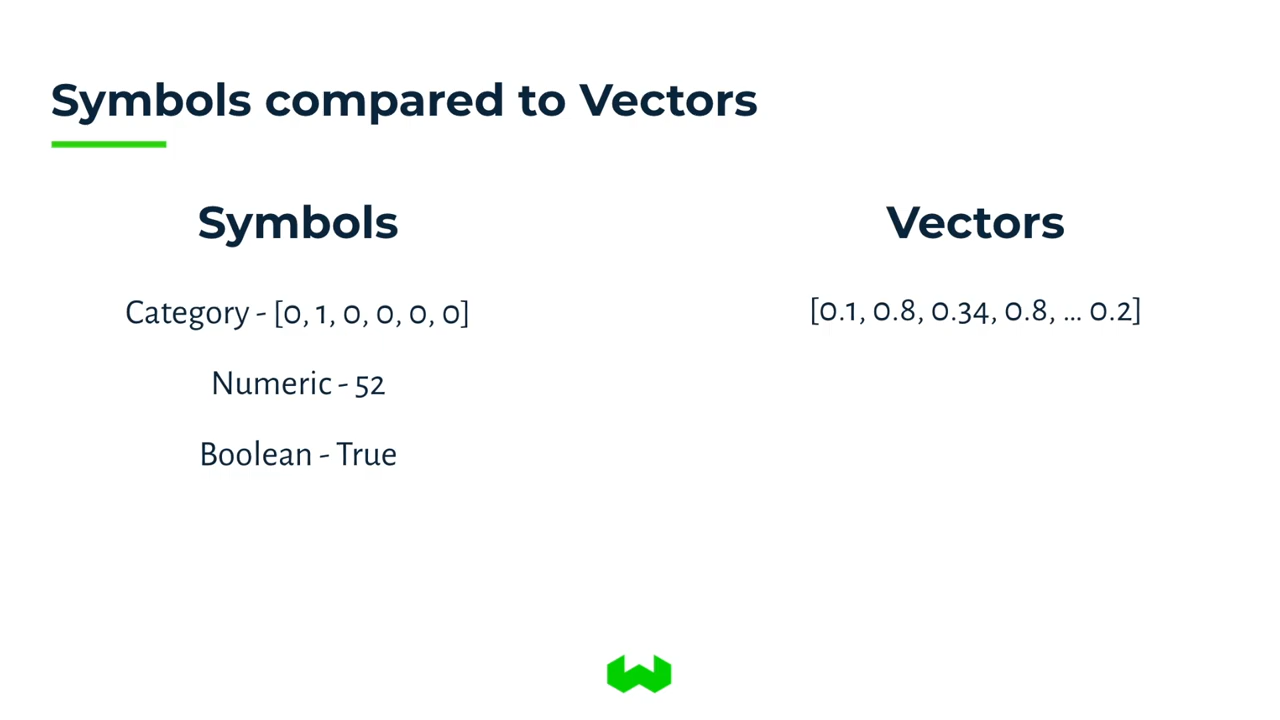 Symbols compared to Vectors
Symbols
Category - [0, 1, 0, 0, 0, 0]
Numeric - 52
Boolean - True
Vectors
[0.1, 0.8, 0.34, 0.8, ... 0.2]